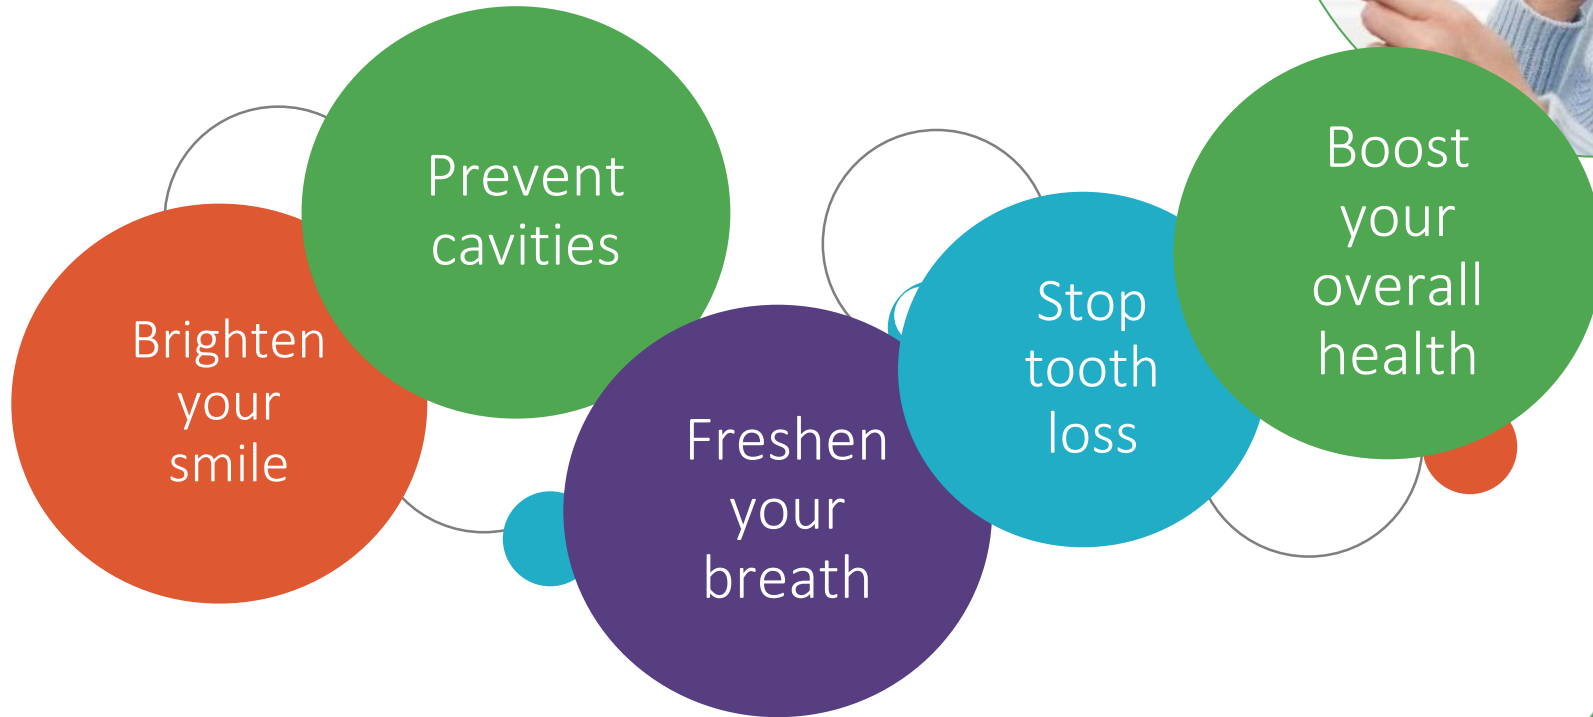 Brighten
your
smile
Prevent
cavities
Freshen
your
breath
Stop
tooth
loss
Boost
your
overall
health